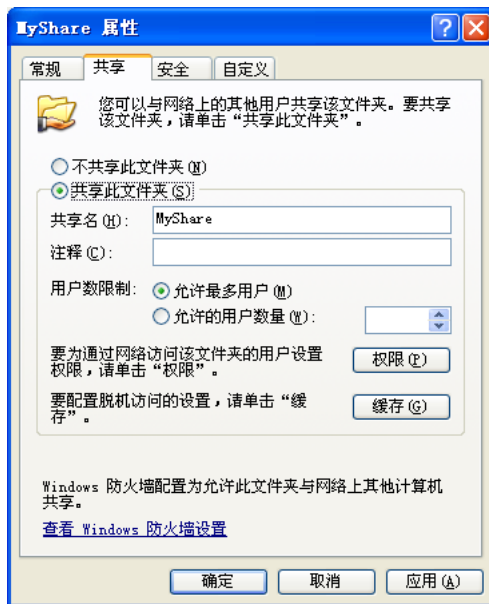 MyShare 属性
常规 共享 安全 自定义
您可以与网络上的其他用户共享该文件夹。要共享
该文件夹，请单击“共享此文件夹”。
不共享此文件夹(N)
共享此文件夹(S)
共享名(H): MyShare
注释(C):
用户数限制: 允许最多用户(M)
允许的用户数量(W):
要为通过网络访问该文件夹的用户设置
权限，请单击“权限”。
权限(P)
要配置脱机访问的设置，请单击“缓
存”。
缓存(G)
Windows 防火墙配置为允许此文件夹与网络上其他计算机
共享。
查看 Windows 防火墙设置
确定 取消 应用(A)